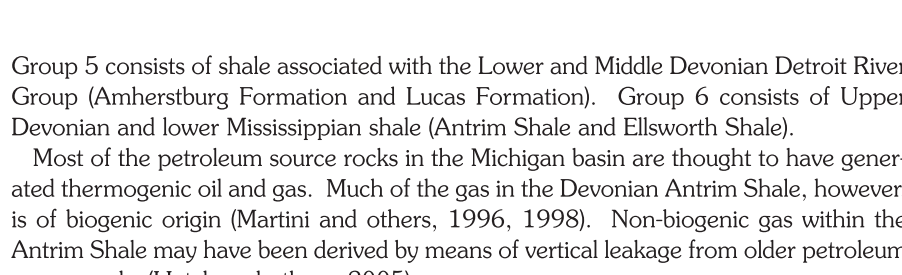 Group 5 consists of shale associated with the Lower and Middle Devonian Detroit River
Group (Amherstburg Formation and Lucas Formation). Group 6 consists of Upper
Devonian and lower Mississippian shale (Antrim Shale and Ellsworth Shale).
Most of the petroleum source rocks in the Michigan basin are thought to have gener-
ated thermogenic oil and gas. Much of the gas in the Devonian Antrim Shale, however
is of biogenic origin (Martini and others, 1996, 1998). Non-biogenic gas within the
Antrim Shale may have been derived by means of vertical leakage from older petroleum
2005)